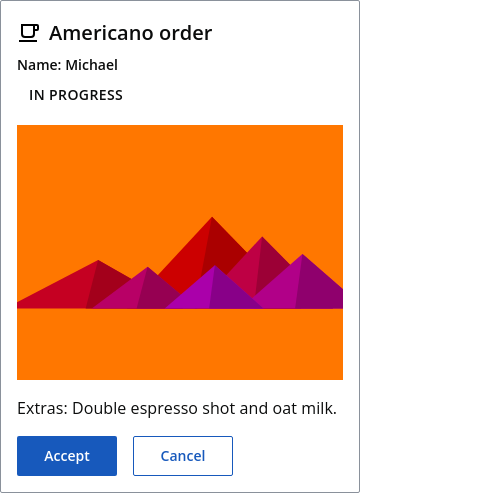 Americano order
Name: Michael
IN PROGRESS
Extras: Double espresso shot and oat milk.
Accept
Cancel